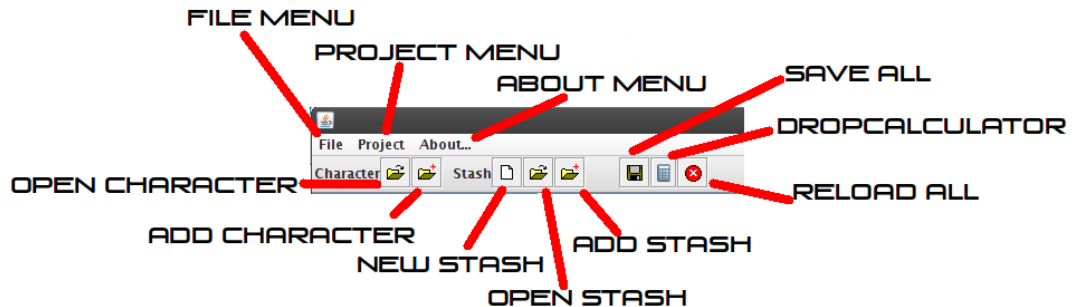 FILE MENU
PROJECT MENU
ABOUT MENU
SAVE ALL
DROPCALCULATOR
File Project About...
Character Stash
OPEN CHARACTER
RELOAD ALL
ADD CHARACTER
ADD STASH
NEW STASH
OPEN STASH